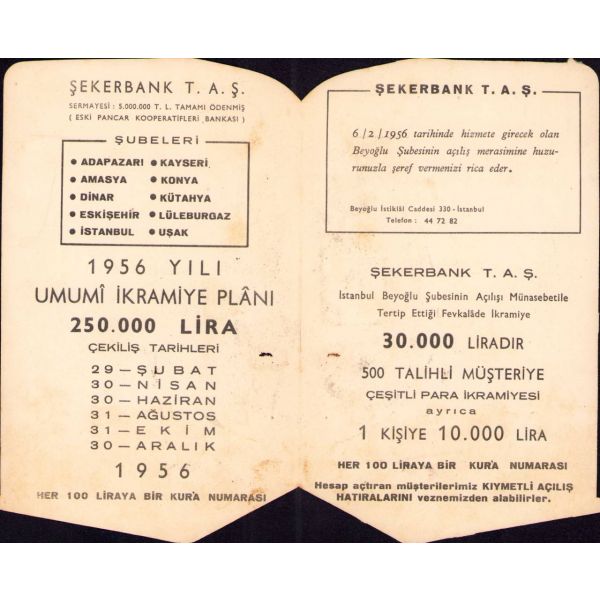 ŞEKERBANK T. A. Ş.
SERMAYESİ : 5.000.000 T. L. TAMAMI ÖDENMİŞ
( ESKİ PANCAR KOOPERATİFLERİ BANKASI )
ŞUBELERİ
● ADAPAZARI ● KAYSERİ
● AMASYA ● KONYA
● DİNAR ● KÜTAHYA
● ESKİŞEHİR ● LÜLEBURGAZ
● İSTANBUL ● UŞAK
1956 YILI
UMUMÎ İKRAMİYE PLÂNI
250.000 LİRA
ÇEKİLİŞ TARİHLERİ
29 — ŞUBAT
30 — NİSAN
30 — HAZİRAN
31 — AĞUSTOS
31 — EKİM
30 — ARALIK
1956
HER 100 LİRAYA BİR KUR'A NUMARASI
ŞEKERBANK T. A. Ş.
6/2/1956 tarihinde hizmete girecek olan
Beyoğlu Şubesinin açılış merasimine huzu-
runuzla şeref vermenizi rica eder.
Beyoğlu İstiklâl Caddesi 330 - İstanbul
Telefon : 44 72 82
ŞEKERBANK T. A. Ş.
İstanbul Beyoğlu Şubesinin Açılışı Münasebetile
Tertip Ettiği Fevkalâde İkramiye
30.000 LİRADIR
500 TALİHLİ MÜŞTERİYE
ÇEŞİTLİ PARA İKRAMİYESİ
ayrıca
1 KİŞİYE 10.000 LİRA
HER 100 LİRAYA BİR KUR'A NUMARASI
Hesap açtıran müşterilerimiz KIYMETLİ AÇILIŞ
HATIRALARINI veznemizden alabilirler.